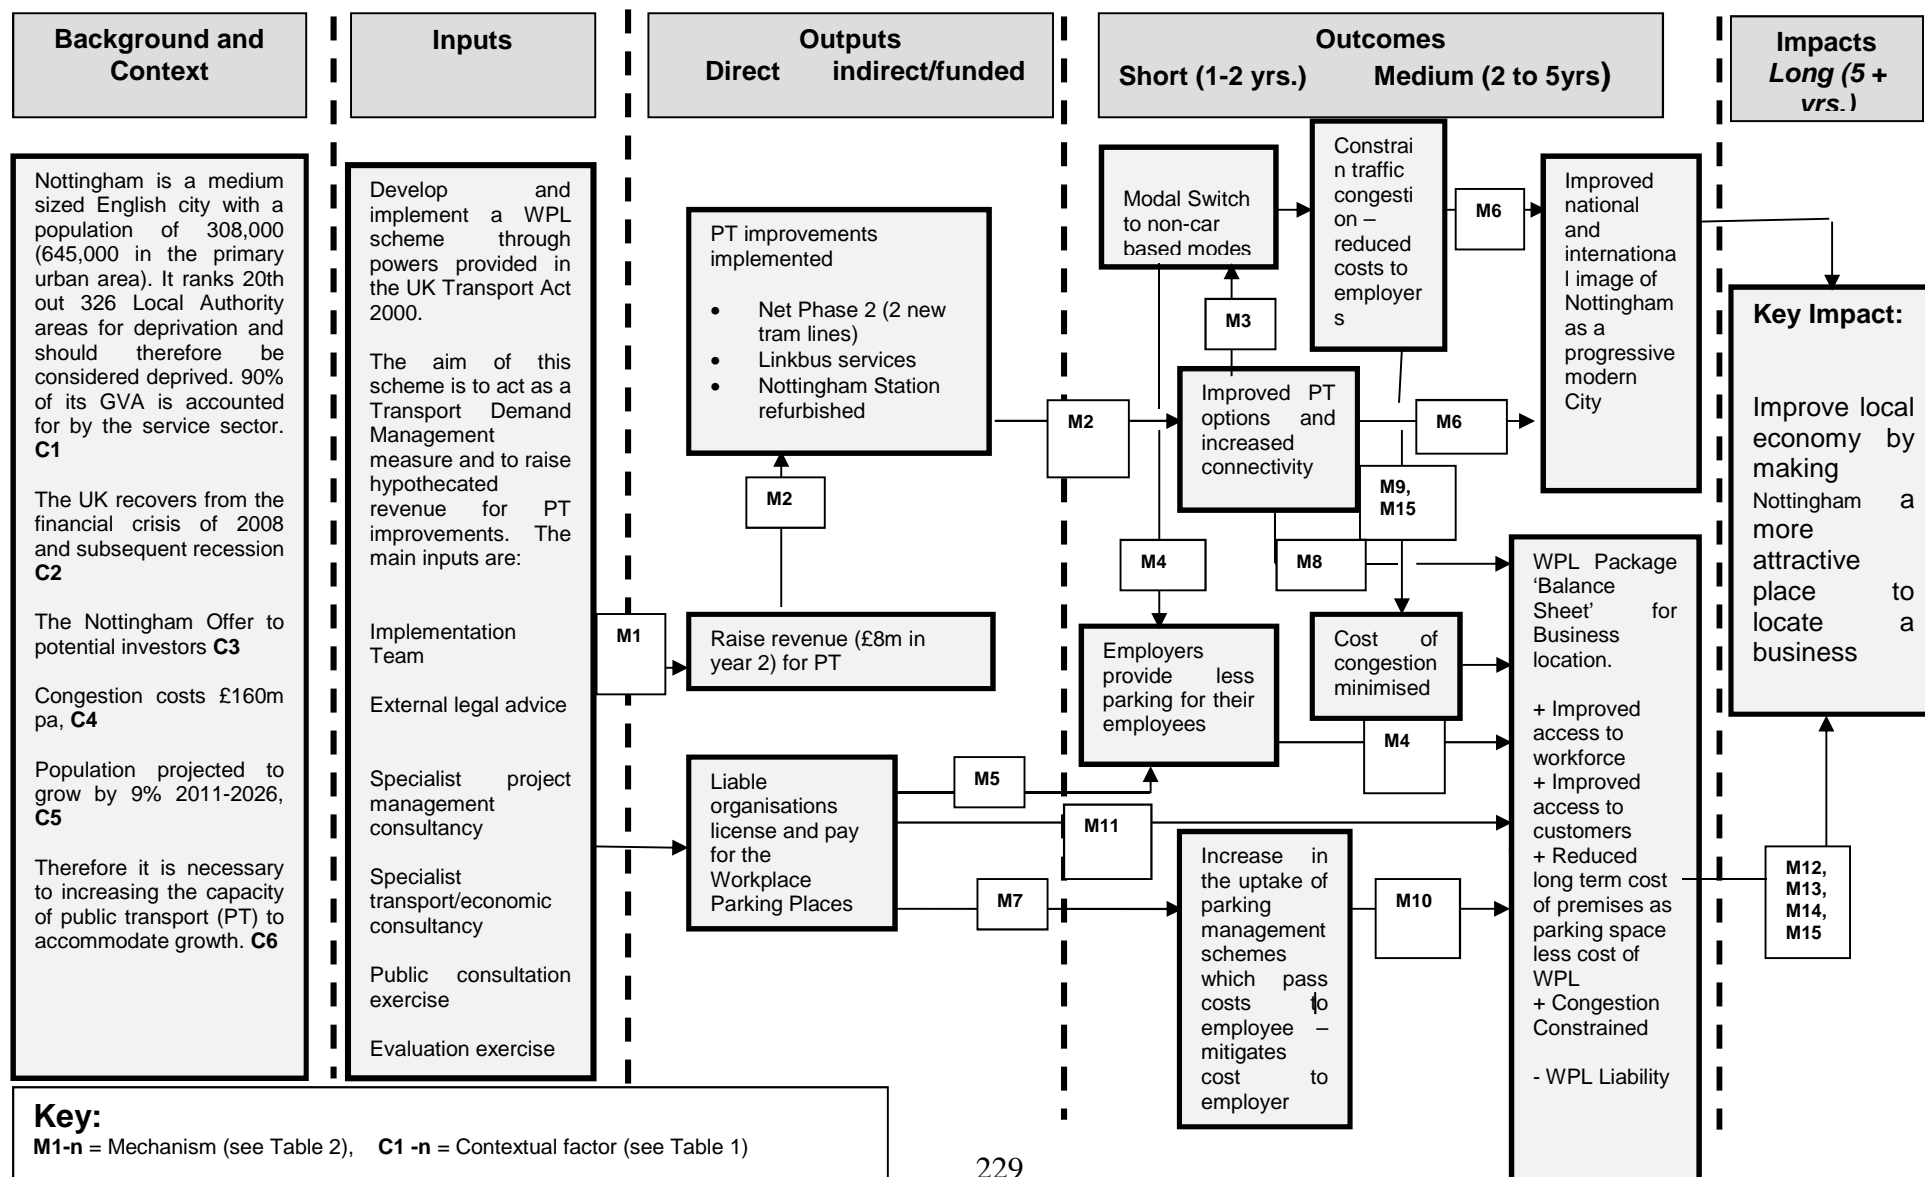 Background and
Context
Inputs
Outputs
Direct indirect/funded
Outcomes
Short (1-2 yrs.) Medium (2 to 5yrs)
Impacts
Long (5 +
yrs.)
Nottingham is a medium
sized English city with a
population of 308,000
(645,000 in the primary
urban area). It ranks 20th
out 326 Local Authority
areas for deprivation and
should therefore be
considered deprived. 90%
of its GVA is accounted
for by the service sector.
C1
The UK recovers from the
financial crisis of 2008
and subsequent recession
C2
The Nottingham Offer to
potential investors C3
Congestion costs £160m
pa, C4
Population projected to
grow by 9% 2011-2026,
C5
Therefore it is necessary
to increasing the capacity
of public transport (PT) to
accommodate growth. C6
Develop and
implement a WPL
scheme through
powers provided in
the UK Transport Act
2000.
The aim of this
scheme is to act as a
Transport Demand
Management
measure and to raise
hypothecated
revenue for PT
improvements. The
main inputs are:
Implementation
Team
External legal advice
Specialist project
management
consultancy
Specialist
transport/economic
consultancy
Public consultation
exercise
Evaluation exercise
M1
PT improvements
implemented
• Net Phase 2 (2 new
tram lines)
• Linkbus services
• Nottingham Station
refurbished
M2
Raise revenue (£8m in
year 2) for PT
Liable
organisations
license and pay
for the
Workplace
Parking Places
M5
M11
M7
M2
Modal Switch
to non-car
based modes
M3
Improved PT
options and
increased
connectivity
M4
Employers
provide less
parking for their
employees
Increase in
the uptake of
parking
management
schemes
which pass
costs to
employee –
mitigates
cost to
employer
Constrai
n traffic
congesti
on –
reduced
costs to
employer
s
M6
M6
M9,
M15
M8
Cost of
congestion
minimised
M4
M10
Improved
national
and
internationa
l image of
Nottingham
as a
progressive
modern
City
WPL Package
‘Balance
Sheet’ for
Business
location.
+ Improved
access to
workforce
+ Improved
access to
customers
+ Reduced
long term cost
of premises as
parking space
less cost of
WPL
+ Congestion
Constrained
- WPL Liability
Key Impact:
Improve local
economy by
making
Nottingham a
more
attractive
place to
locate a
business
M12,
M13,
M14,
M15
Key:
M1-n = Mechanism (see Table 2), C1 -n = Contextual factor (see Table 1)
229